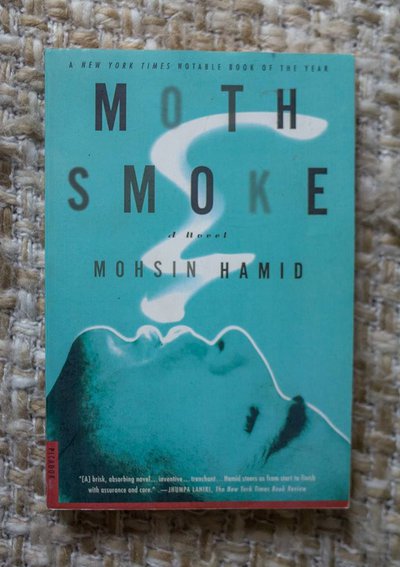 A NEW YORK TIMES NOTABLE BOOK OF THE YEAR
MOTH
SMOKE
A Novel
MOHSIN HAMID
"[A] brisk, absorbing novel... inventive... trenchant... Hamid steers us from start to finish
with assurance and care." —JHUMPA LAHIRI, The New York Times Book Review
PICADOR